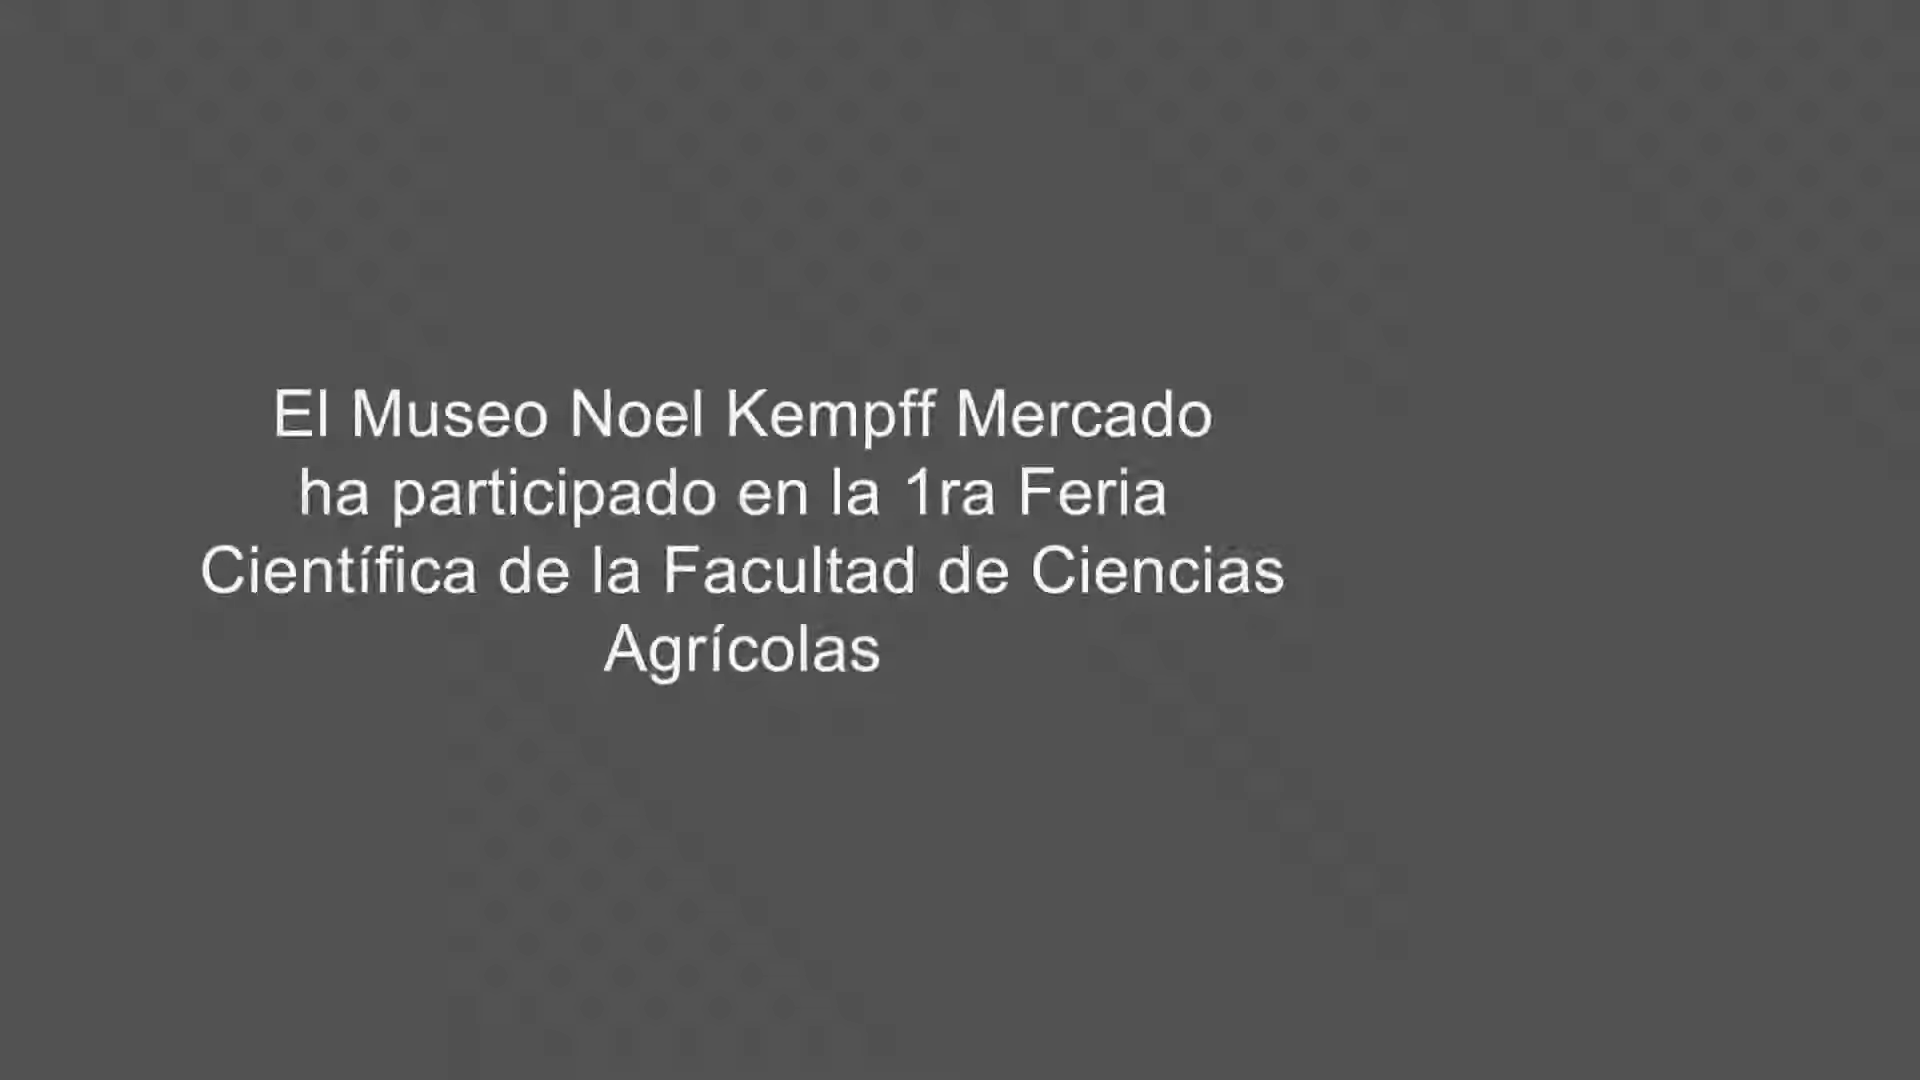 El Museo Noel Kempff Mercado
ha participado en la 1ra Feria
Científica de la Facultad de Ciencias
Agrícolas